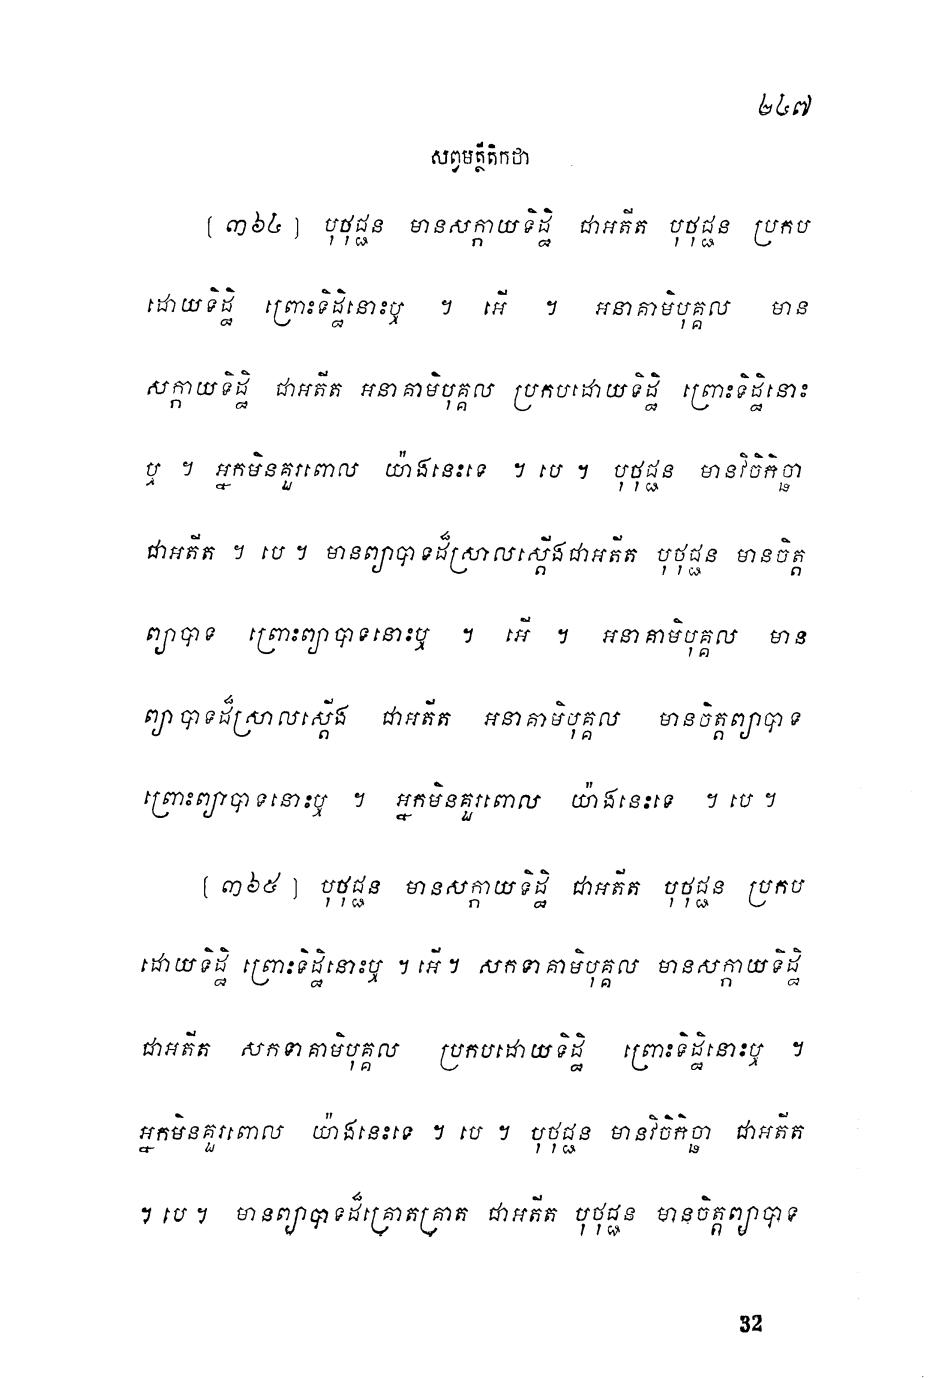 ២៤៧
សព្វមត្ថីតិកថា
[ ៣៦៤ ] បុថុជ្ជន មានសក្កាយទិដ្ឋិ ជាអតីត បុថុជ្ជន ប្រកប
ដោយទិដ្ឋិ ព្រោះទិដ្ឋិនោះឬ ។ អើ ។ អនាគាមិបុគ្គល មាន
សក្កាយទិដ្ឋិ ជាអតីត អនាគាមិបុគ្គល ប្រកបដោយទិដ្ឋិ ព្រោះទិដ្ឋិនោះ
ឬ ។ អ្នកមិនគួរពោល យ៉ាងនេះទេ ។ បេ ។ បុថុជ្ជន មានវិចិកិច្ឆា
ជាអតីត ។ បេ ។ មានព្យាបាទដ៏ស្រាលស្តើងជាអតីត បុថុជ្ជន មានចិត្ត
ព្យាបាទ ព្រោះព្យាបាទនោះឬ ។ អើ ។ អនាគាមិបុគ្គល មាន
ព្យាបាទដ៏ស្រាលស្តើង ជាអតីត អនាគាមិបុគ្គល មានចិត្តព្យាបាទ
ព្រោះព្យាបាទនោះឬ ។ អ្នកមិនគួរពោល យ៉ាងនេះទេ ។ បេ ។
[ ៣៦៥ ] បុថុជ្ជន មានសក្កាយទិដ្ឋិ ជាអតីត បុថុជ្ជន ប្រកប
ដោយទិដ្ឋិ ព្រោះទិដ្ឋិនោះឬ ។ អើ ។ សកទាគាមិបុគ្គល មានសក្កាយទិដ្ឋិ
ជាអតីត សកទាគាមិបុគ្គល ប្រកបដោយទិដ្ឋិ ព្រោះទិដ្ឋិនោះឬ ។
អ្នកមិនគួរពោល យ៉ាងនេះទេ ។ បេ ។ បុថុជ្ជន មានវិចិកិច្ឆា ជាអតីត
។ បេ ។ មានព្យាបាទដ៏គ្រោតគ្រាត ជាអតីត បុថុជ្ជន មានចិត្តព្យាបាទ
32